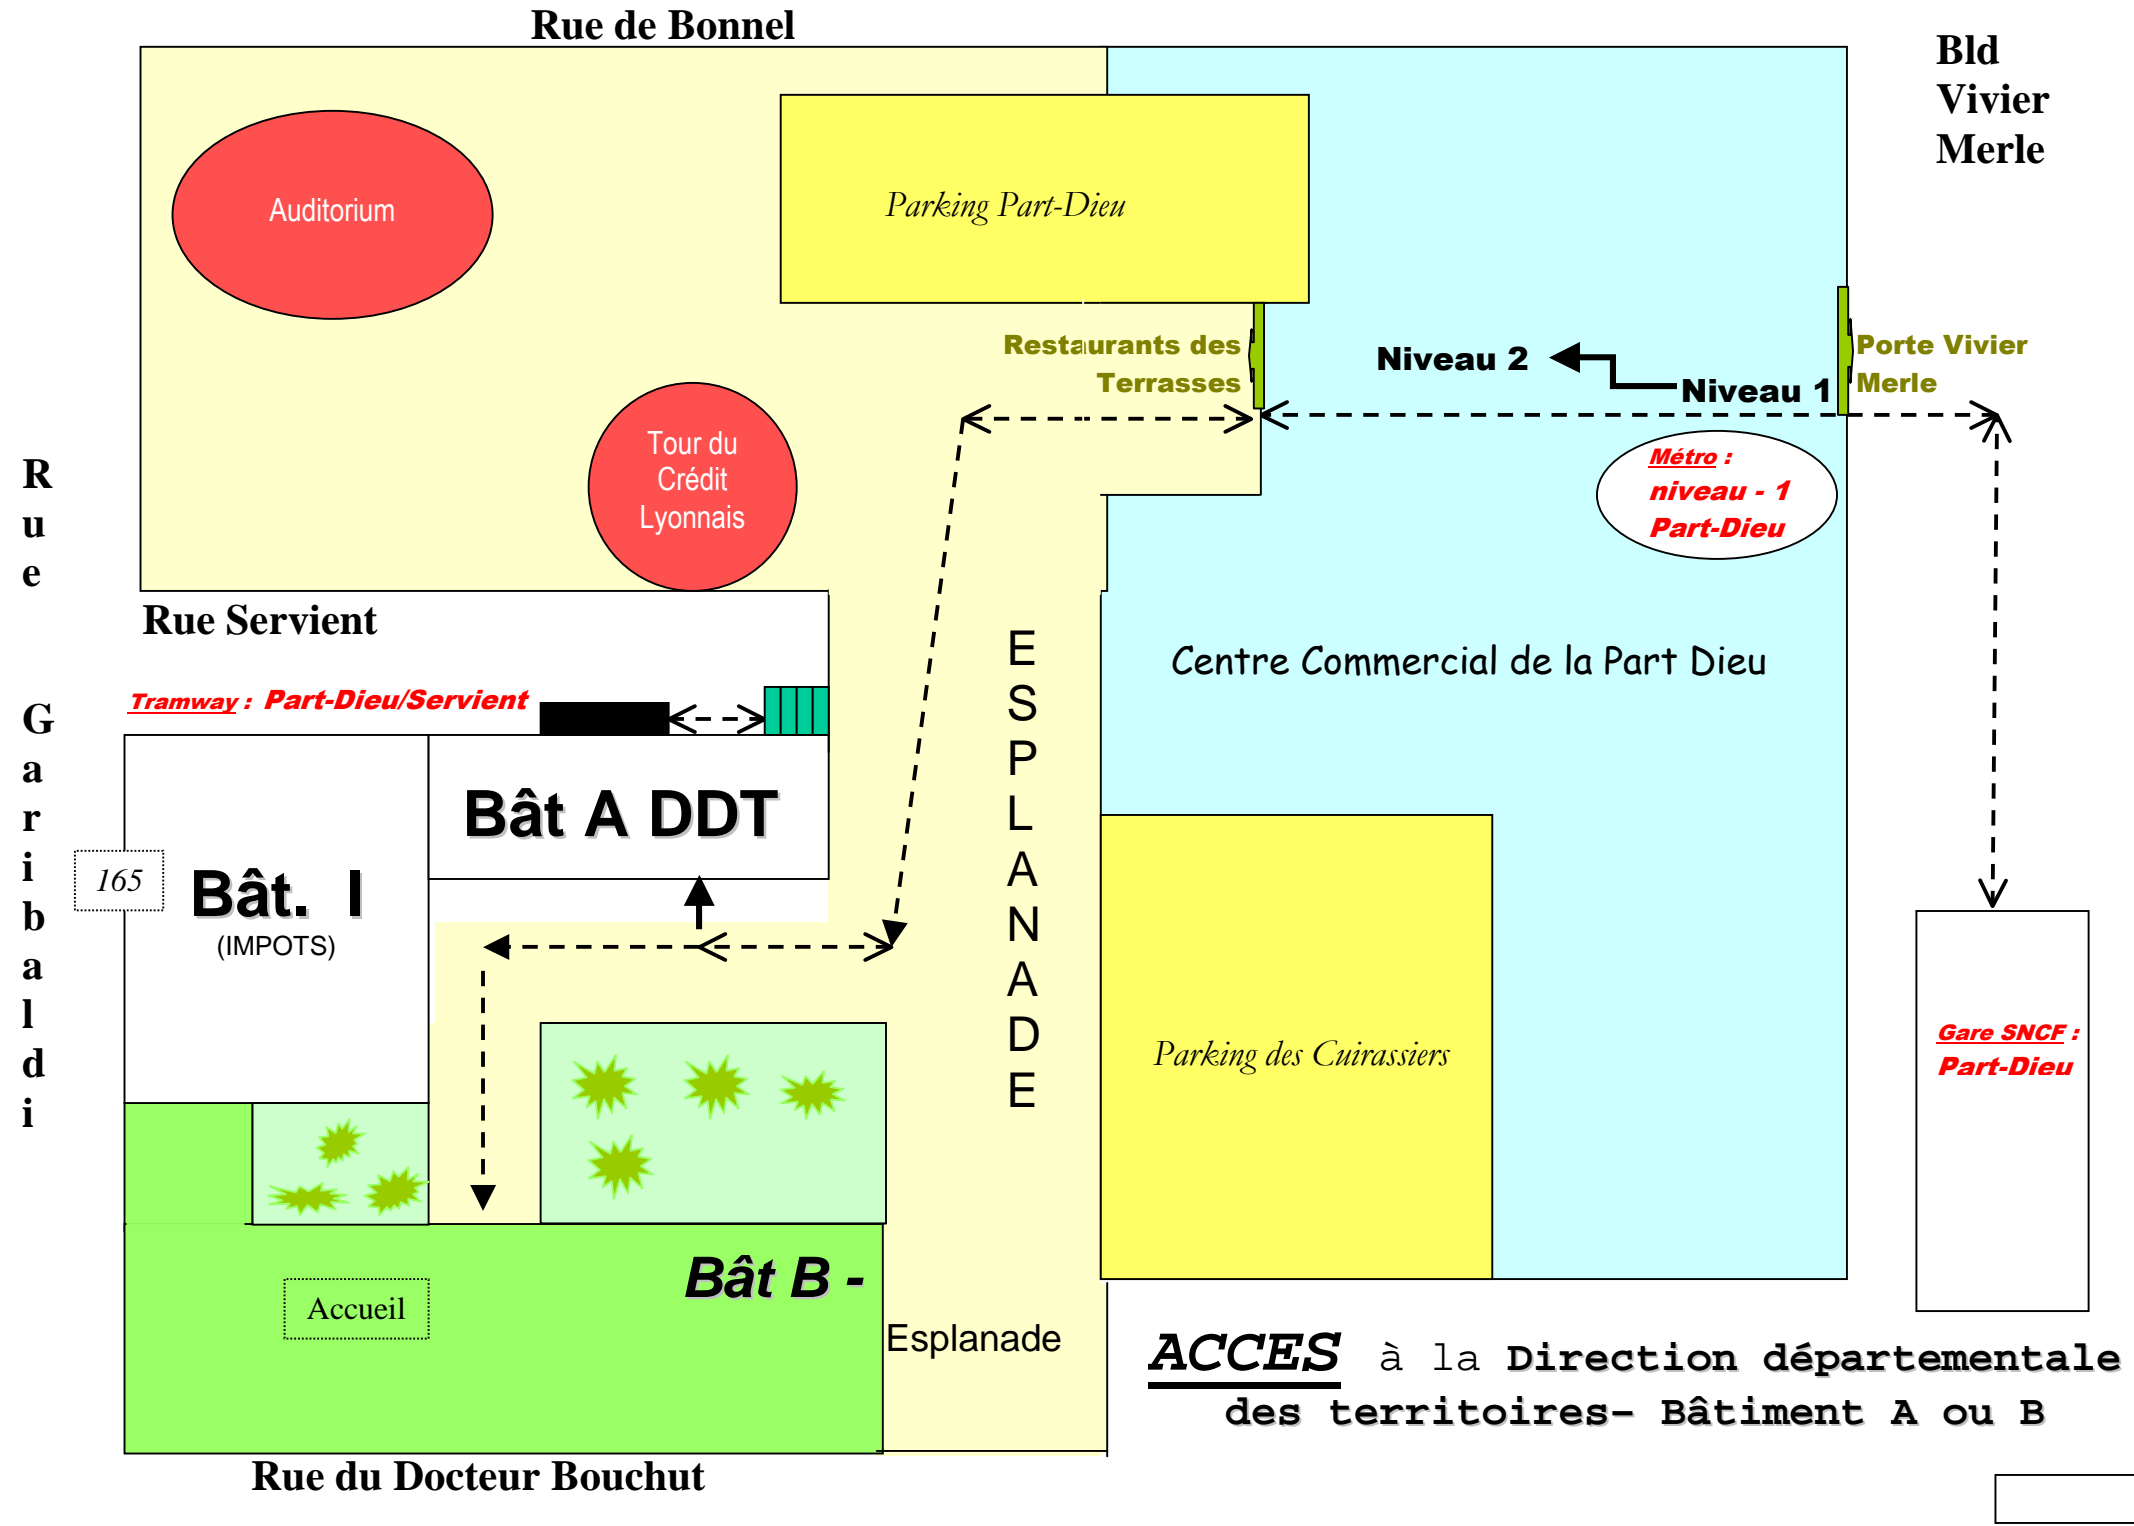 Rue de Bonnel
Bld
Vivier
Merle
Auditorium
Parking Part-Dieu
Restaurants des
Terrasses
Niveau 2
Niveau 1
Porte Vivier
Merle
Tour du
Crédit
Lyonnais
Métro :
niveau - 1
Part-Dieu
R
u
e
G
a
r
i
b
a
l
d
i
Rue Servient
E
S
P
L
A
N
A
D
E
Centre Commercial de la Part Dieu
Tramway : Part-Dieu/Servient
Bât A DDT
165
Bât. I
(IMPOTS)
Parking des Cuirassiers
Gare SNCF :
Part-Dieu
Bât B -
Accueil
Esplanade
ACCES à la Direction départementale
des territoires- Bâtiment A ou B
Rue du Docteur Bouchut